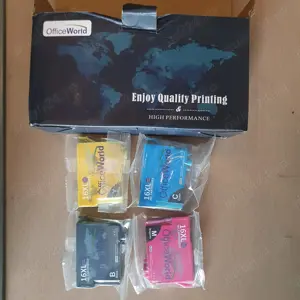 OfficeWorld
Enjoy Quality Printing
&
HIGH PERFORMANCE
16XL
16XL
C
16XL
B
16XL
M